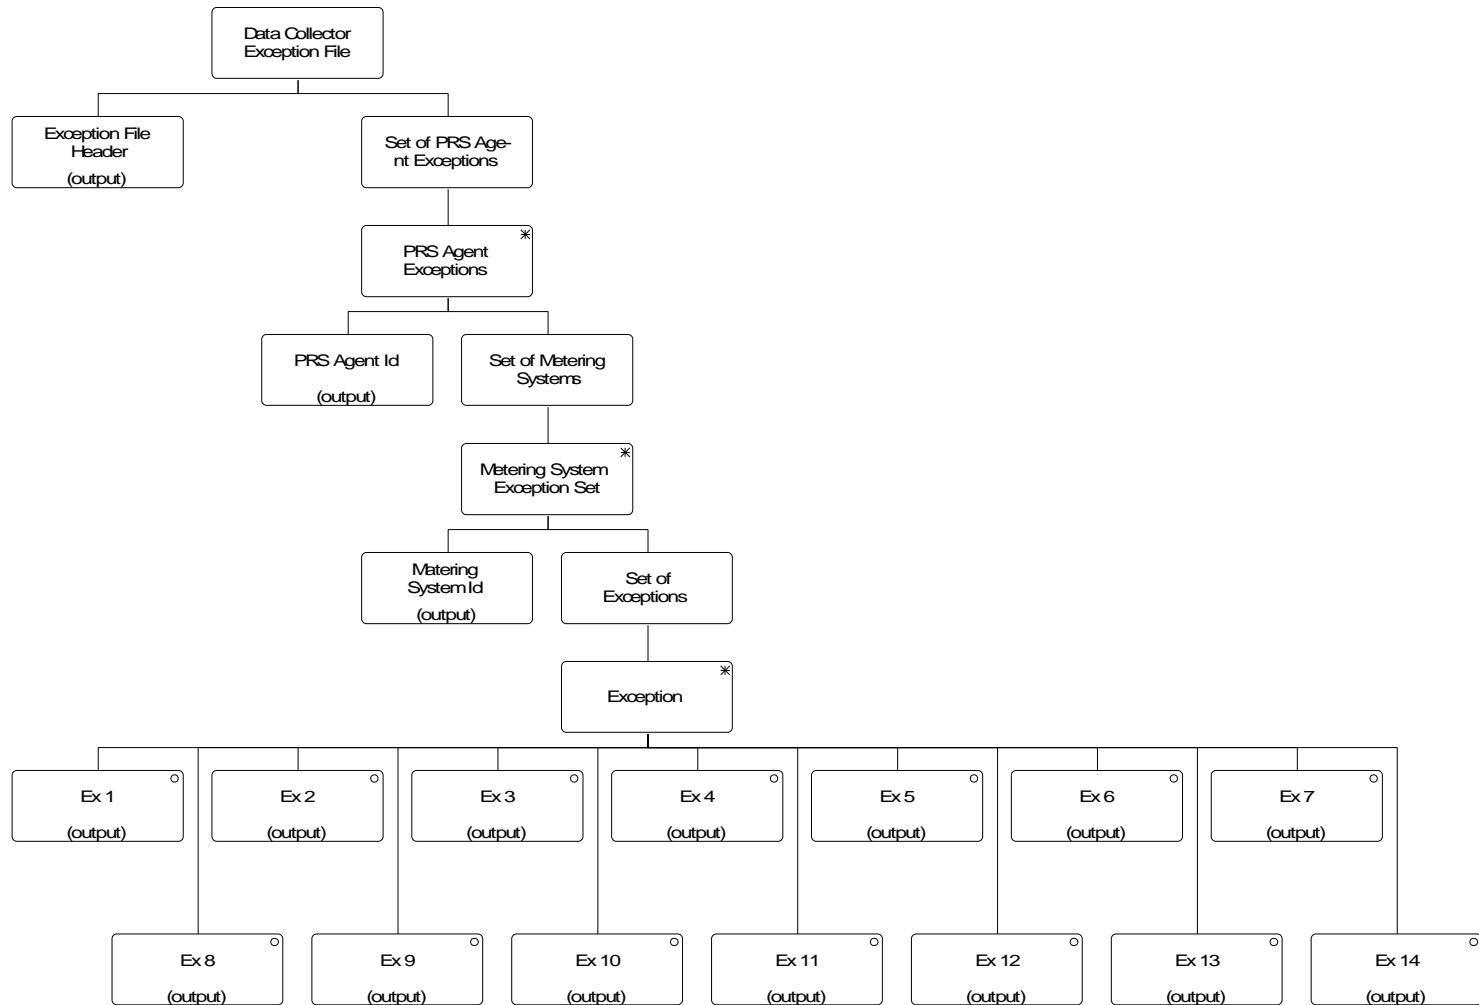 Data Collector
Exception File
Exception File
Header
(output)
Set of PRS Age-
nt Exceptions
PRS Agent
Exceptions
PRS Agent Id
(output)
Set of Metering
Systems
Metering System
Exception Set
Matering
System Id
(output)
Set of
Exceptions
Exception
Ex 1
(output)
Ex 2
(output)
Ex 3
(output)
Ex 4
(output)
Ex 5
(output)
Ex 6
(output)
Ex 7
(output)
Ex 8
(output)
Ex 9
(output)
Ex 10
(output)
Ex 11
(output)
Ex 12
(output)
Ex 13
(output)
Ex 14
(output)